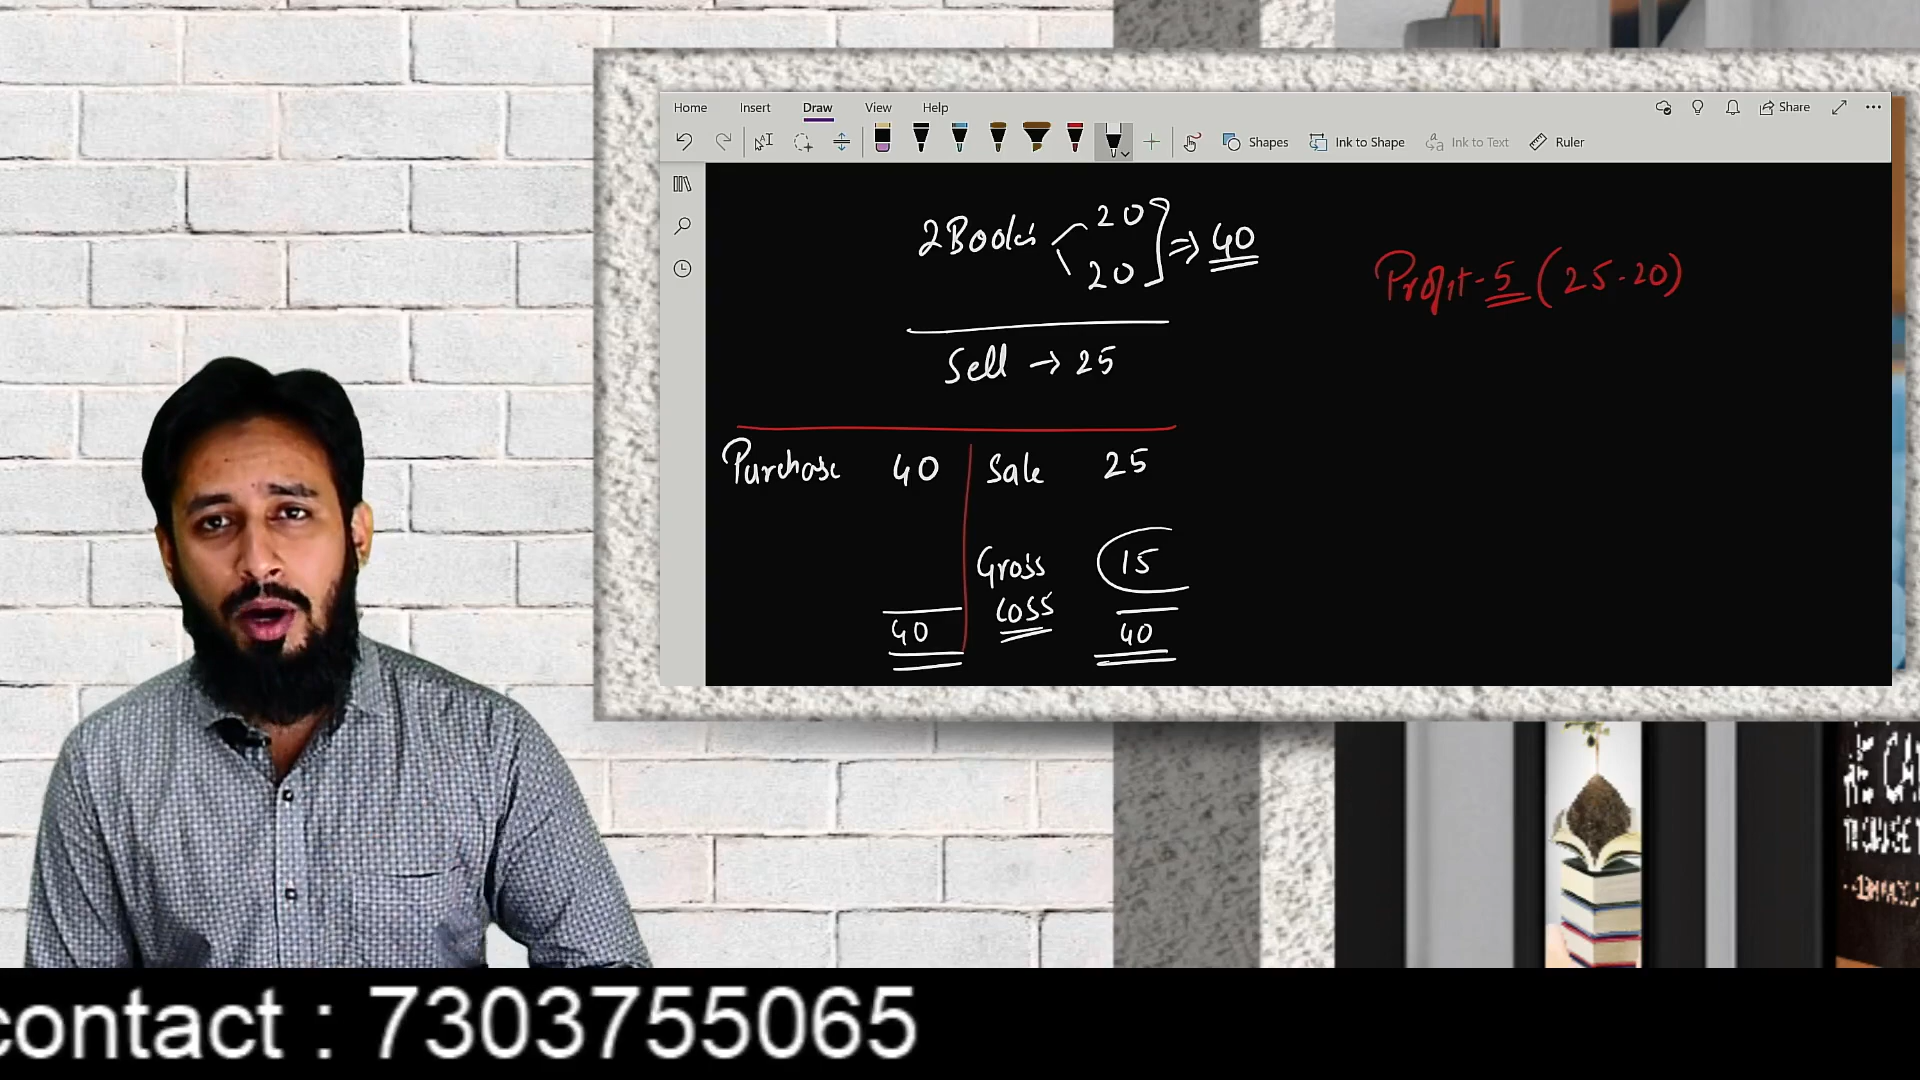 Home Insert Draw View Help Share
Shapes Ink to Shape Ink to Text Ruler
2 Books 20
20 ⇒ 40
Profit - 5 (25-20)
Sell → 25
Purchase 40 Sale 25
Gross 15
Loss
40 40
contact : 7303755065